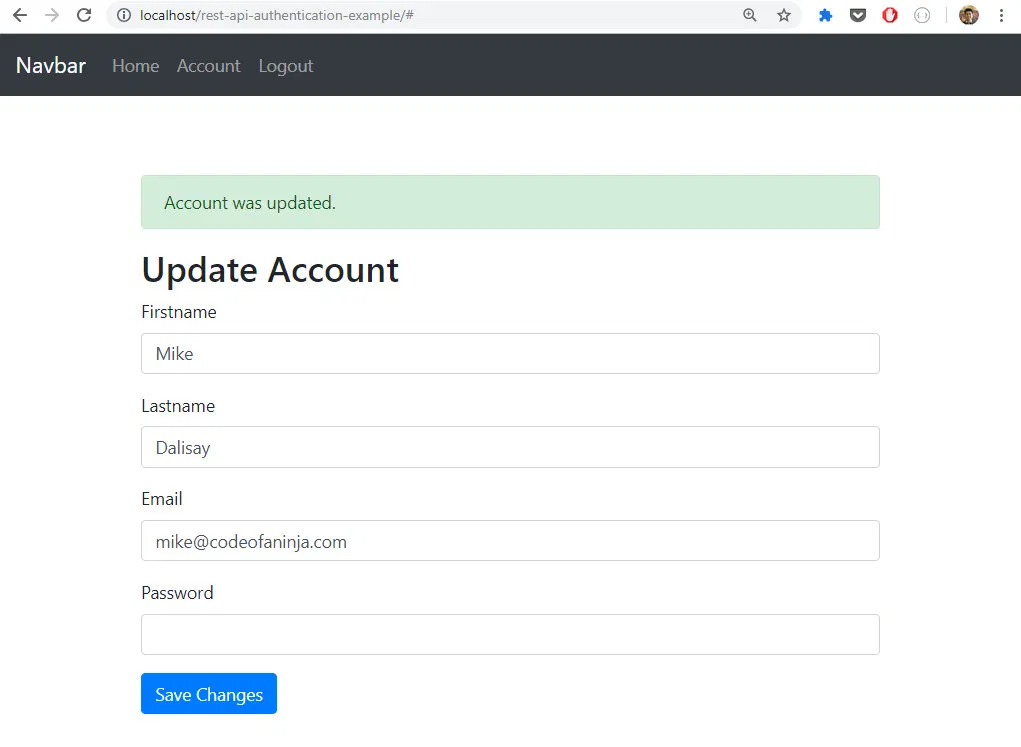 localhost/rest-api-authentication-example/#
Navbar Home Account Logout
Account was updated.
Update Account
Firstname
Mike
Lastname
Dalisay
Email
mike@codeofaninja.com
Password
Save Changes